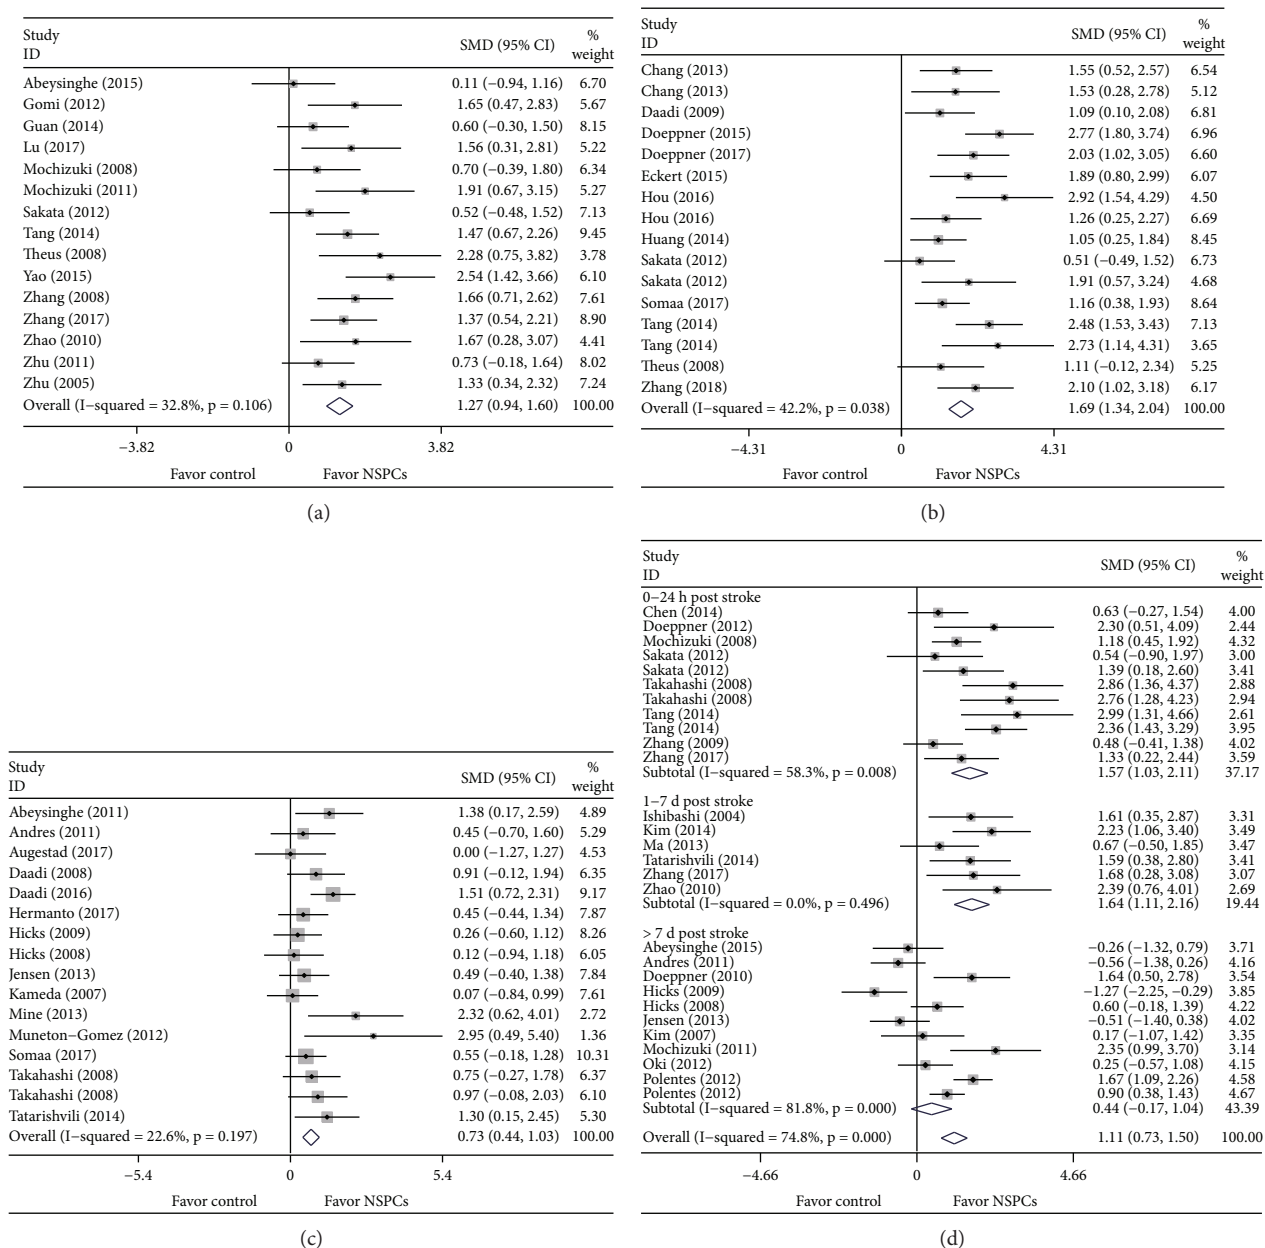 Study
ID
SMD (95% CI)
%
weight
Abeysinghe (2015) 0.11 (−0.94, 1.16) 6.70
Gomi (2012) 1.65 (0.47, 2.83) 5.67
Guan (2014) 0.60 (−0.30, 1.50) 8.15
Lu (2017) 1.56 (0.31, 2.81) 5.22
Mochizuki (2008) 0.70 (−0.39, 1.80) 6.34
Mochizuki (2011) 1.91 (0.67, 3.15) 5.27
Sakata (2012) 0.52 (−0.48, 1.52) 7.13
Tang (2014) 1.47 (0.67, 2.26) 9.45
Theus (2008) 2.28 (0.75, 3.82) 3.78
Yao (2015) 2.54 (1.42, 3.66) 6.10
Zhang (2008) 1.66 (0.71, 2.62) 7.61
Zhang (2017) 1.37 (0.54, 2.21) 8.90
Zhao (2010) 1.67 (0.28, 3.07) 4.41
Zhu (2011) 0.73 (−0.18, 1.64) 8.02
Zhu (2005) 1.33 (0.34, 2.32) 7.24
Overall (I−squared = 32.8%, p = 0.106) 1.27 (0.94, 1.60) 100.00
−3.82 0 3.82
Favor control Favor NSPCs
(a)
Study
ID
SMD (95% CI)
%
weight
Chang (2013) 1.55 (0.52, 2.57) 6.54
Chang (2013) 1.53 (0.28, 2.78) 5.12
Daadi (2009) 1.09 (0.10, 2.08) 6.81
Doeppner (2015) 2.77 (1.80, 3.74) 6.96
Doeppner (2017) 2.03 (1.02, 3.05) 6.60
Eckert (2015) 1.89 (0.80, 2.99) 6.07
Hou (2016) 2.92 (1.54, 4.29) 4.50
Hou (2016) 1.26 (0.25, 2.27) 6.69
Huang (2014) 1.05 (0.25, 1.84) 8.45
Sakata (2012) 0.51 (−0.49, 1.52) 6.73
Sakata (2012) 1.91 (0.57, 3.24) 4.68
Somaa (2017) 1.16 (0.38, 1.93) 8.64
Tang (2014) 2.48 (1.53, 3.43) 7.13
Tang (2014) 2.73 (1.14, 4.31) 3.65
Theus (2008) 1.11 (−0.12, 2.34) 5.25
Zhang (2018) 2.10 (1.02, 3.18) 6.17
Overall (I−squared = 42.2%, p = 0.038) 1.69 (1.34, 2.04) 100.00
−4.31 0 4.31
Favor control Favor NSPCs
(b)
Study
ID
SMD (95% CI)
%
weight
Abeysinghe (2011) 1.38 (0.17, 2.59) 4.89
Andres (2011) 0.45 (−0.70, 1.60) 5.29
Augestad (2017) 0.00 (−1.27, 1.27) 4.53
Daadi (2008) 0.91 (−0.12, 1.94) 6.35
Daadi (2016) 1.51 (0.72, 2.31) 9.17
Hermanto (2017) 0.45 (−0.44, 1.34) 7.87
Hicks (2009) 0.26 (−0.60, 1.12) 8.26
Hicks (2008) 0.12 (−0.94, 1.18) 6.05
Jensen (2013) 0.49 (−0.40, 1.38) 7.84
Kameda (2007) 0.07 (−0.84, 0.99) 7.61
Mine (2013) 2.32 (0.62, 4.01) 2.72
Muneton−Gomez (2012) 2.95 (0.49, 5.40) 1.36
Somaa (2017) 0.55 (−0.18, 1.28) 10.31
Takahashi (2008) 0.75 (−0.27, 1.78) 6.37
Takahashi (2008) 0.97 (−0.08, 2.03) 6.10
Tatarishvili (2014) 1.30 (0.15, 2.45) 5.30
Overall (I−squared = 22.6%, p = 0.197) 0.73 (0.44, 1.03) 100.00
−5.4 0 5.4
Favor control Favor NSPCs
(c)
Study
ID
SMD (95% CI)
%
weight
0−24 h post stroke
Chen (2014) 0.63 (−0.27, 1.54) 4.00
Doeppner (2012) 2.30 (0.51, 4.09) 2.44
Mochizuki (2008) 1.18 (0.45, 1.92) 4.32
Sakata (2012) 0.54 (−0.90, 1.97) 3.00
Sakata (2012) 1.39 (0.18, 2.60) 3.41
Takahashi (2008) 2.86 (1.36, 4.37) 2.88
Takahashi (2008) 2.76 (1.28, 4.23) 2.94
Tang (2014) 2.99 (1.31, 4.66) 2.61
Tang (2014) 2.36 (1.43, 3.29) 3.95
Zhang (2009) 0.48 (−0.41, 1.38) 4.02
Zhang (2017) 1.33 (0.22, 2.44) 3.59
Subtotal (I−squared = 58.3%, p = 0.008) 1.57 (1.03, 2.11) 37.17
1−7 d post stroke
Ishibashi (2004) 1.61 (0.35, 2.87) 3.31
Kim (2014) 2.23 (1.06, 3.40) 3.49
Ma (2013) 0.67 (−0.50, 1.85) 3.47
Tatarishvili (2014) 1.59 (0.38, 2.80) 3.41
Zhang (2017) 1.68 (0.28, 3.08) 3.07
Zhao (2010) 2.39 (0.76, 4.01) 2.69
Subtotal (I−squared = 0.0%, p = 0.496) 1.64 (1.11, 2.16) 19.44
> 7 d post stroke
Abeysinghe (2015) −0.26 (−1.32, 0.79) 3.71
Andres (2011) −0.56 (−1.38, 0.26) 4.16
Doeppner (2010) 1.64 (0.50, 2.78) 3.54
Hicks (2009) −1.27 (−2.25, −0.29) 3.85
Hicks (2008) 0.60 (−0.18, 1.39) 4.22
Jensen (2013) −0.51 (−1.40, 0.38) 4.02
Kim (2007) 0.17 (−1.07, 1.42) 3.35
Mochizuki (2011) 2.35 (0.99, 3.70) 3.14
Oki (2012) 0.25 (−0.57, 1.08) 4.15
Polentes (2012) 1.67 (1.09, 2.26) 4.58
Polentes (2012) 0.90 (0.38, 1.43) 4.67
Subtotal (I−squared = 81.8%, p = 0.000) 0.44 (−0.17, 1.04) 43.39
Overall (I−squared = 74.8%, p = 0.000) 1.11 (0.73, 1.50) 100.00
−4.66 0 4.66
Favor control Favor NSPCs
(d)